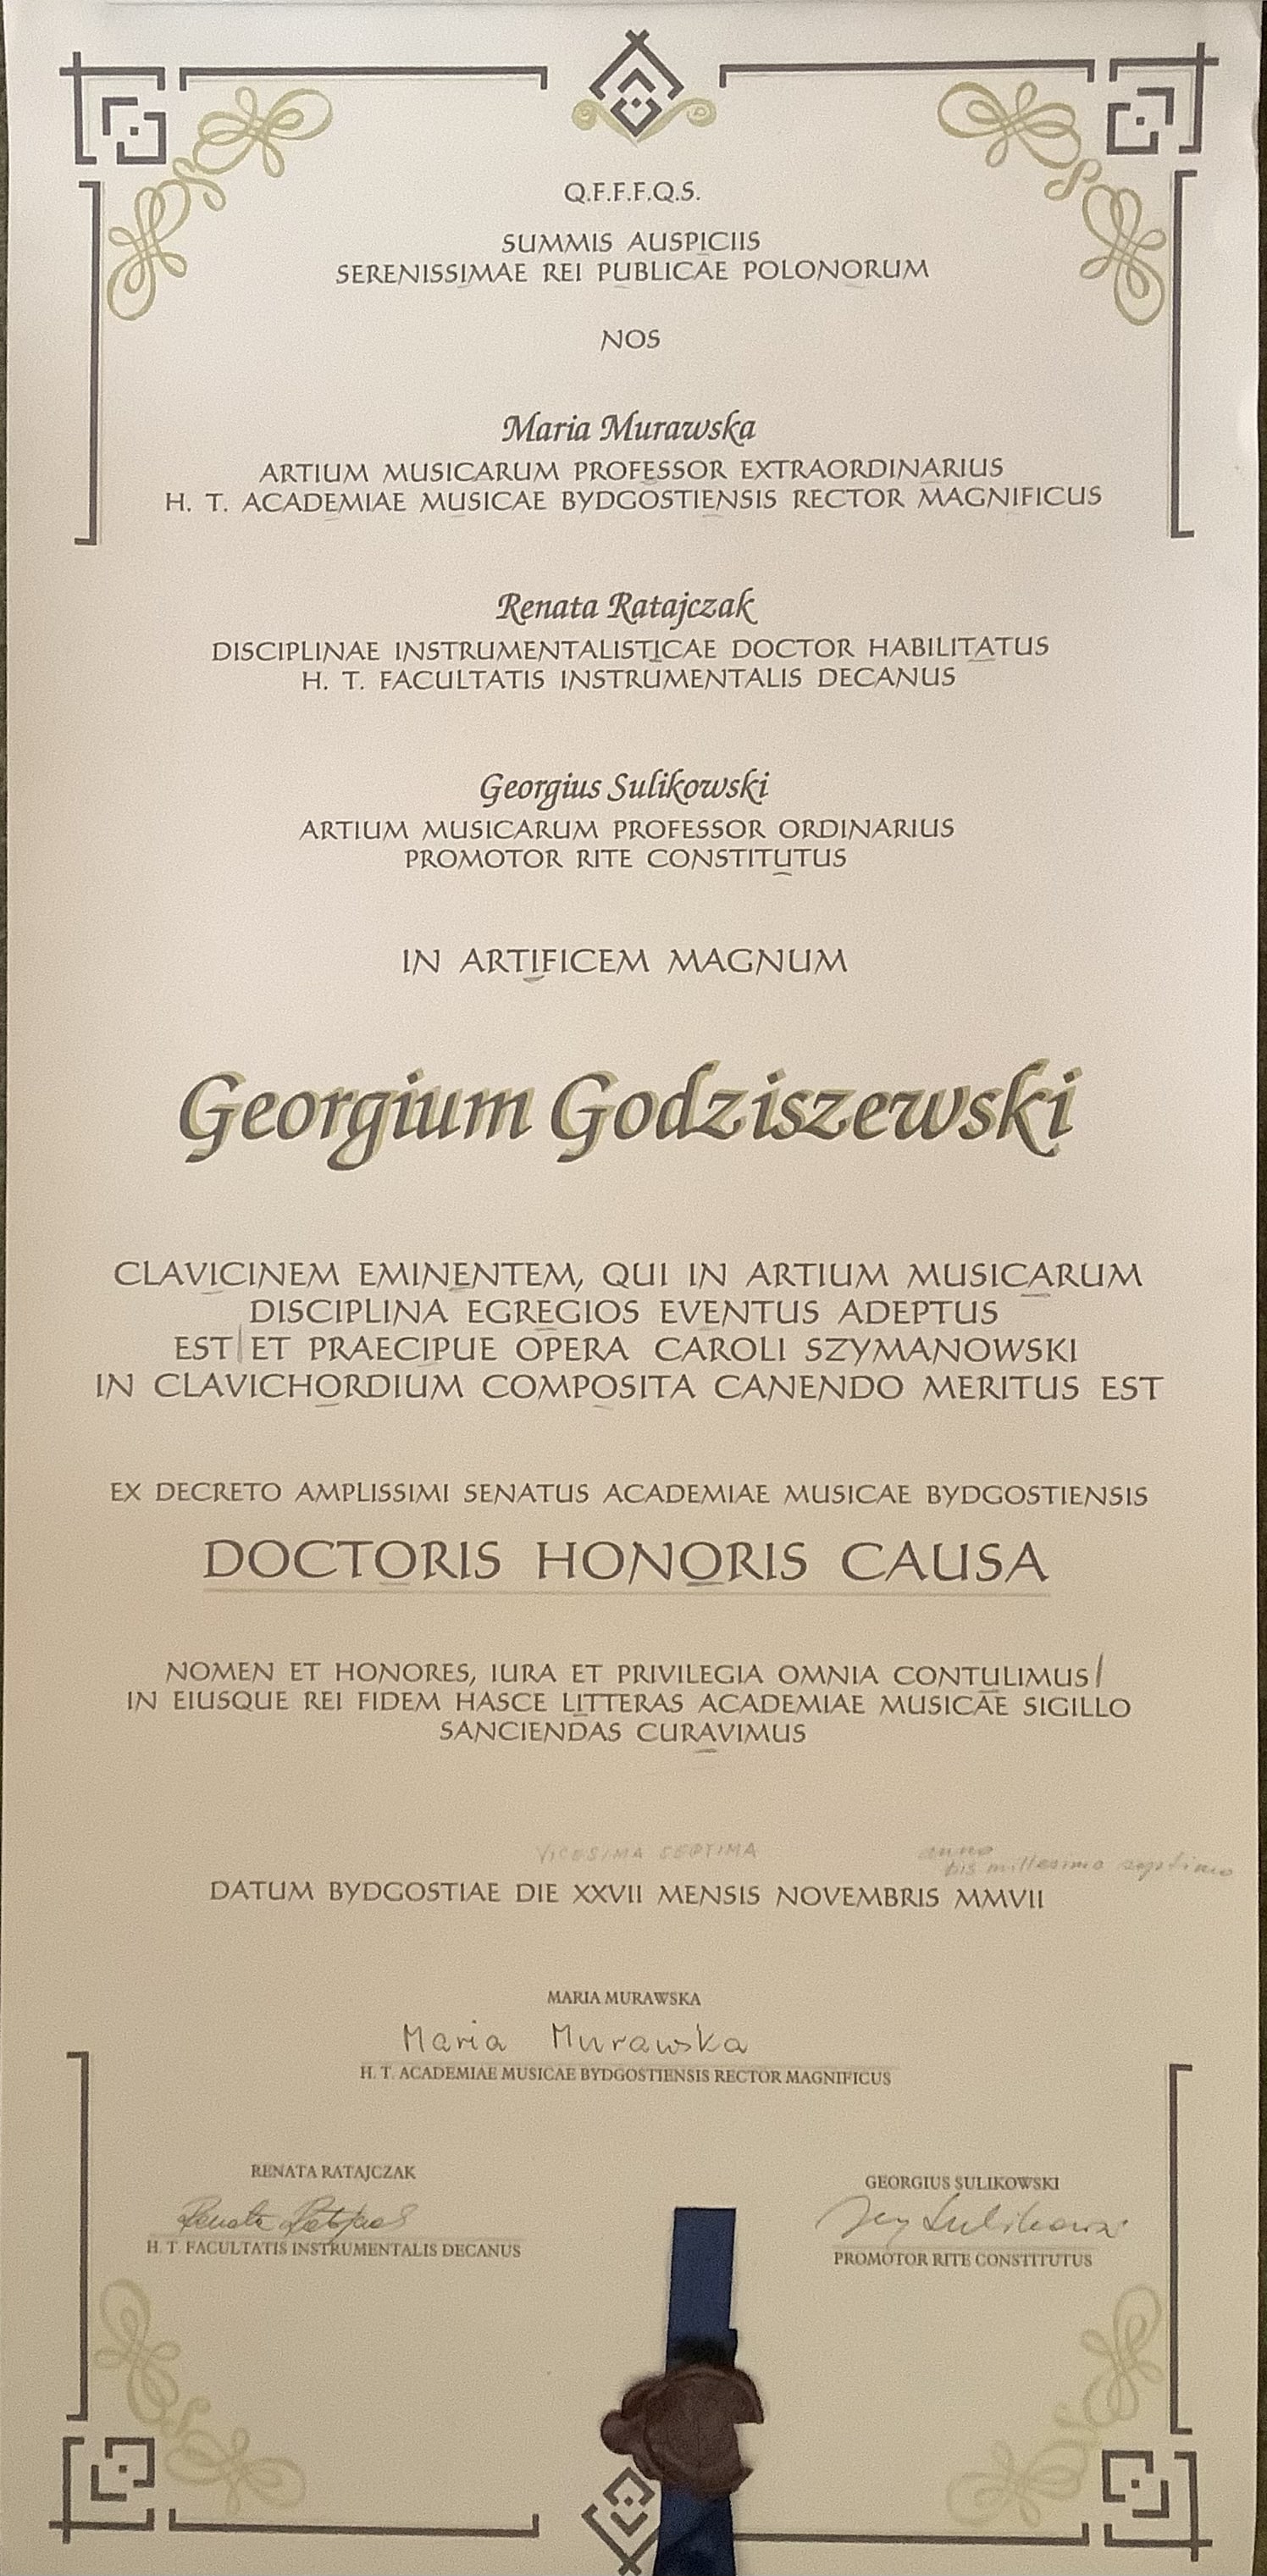 Q.F.F.F.Q.S.
SUMMIS AUSPICIIS
SERENISSIMAE REI PUBLICAE POLONORUM
NOS
Maria Murawska
ARTIUM MUSICARUM PROFESSOR EXTRAORDINARIUS
H. T. ACADEMIAE MUSICAE BYDGOSTIENSIS RECTOR MAGNIFICUS
Renata Ratajczak
DISCIPLINAE INSTRUMENTALISTICAE DOCTOR HABILITATUS
H. T. FACULTATIS INSTRUMENTALIS DECANUS
Georgius Sulikowski
ARTIUM MUSICARUM PROFESSOR ORDINARIUS
PROMOTOR RITE CONSTITUTUS
IN ARTIFICEM MAGNUM
Georgium Godziszewski
CLAVICINEM EMINENTEM, QUI IN ARTIUM MUSICARUM
DISCIPLINA EGREGIOS EVENTUS ADEPTUS
EST ET PRAECIPUE OPERA CAROLI SZYMANOWSKI
IN CLAVICHORDIUM COMPOSITA CANENDO MERITUS EST
EX DECRETO AMPLISSIMI SENATUS ACADEMIAE MUSICAE BYDGOSTIENSIS
DOCTORIS HONORIS CAUSA
NOMEN ET HONORES, IURA ET PRIVILEGIA OMNIA CONTULIMUS
IN EIUSQUE REI FIDEM HASCE LITTERAS ACADEMIAE MUSICAE SIGILLO
SANCIENDAS CURAVIMUS
VICESIMA SEPTIMA anno
bis millesimo septimo
DATUM BYDGOSTIAE DIE XXVII MENSIS NOVEMBRIS MMVII
MARIA MURAWSKA
Maria Murawska
H. T. ACADEMIAE MUSICAE BYDGOSTIENSIS RECTOR MAGNIFICUS
RENATA RATAJCZAK
Renata Ratajczak
H. T. FACULTATIS INSTRUMENTALIS DECANUS
GEORGIUS SULIKOWSKI
Jerzy Sulikowski
PROMOTOR RITE CONSTITUTUS